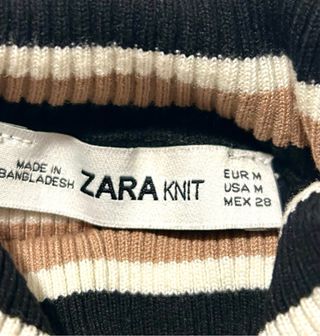 MADE IN
BANGLADESH
ZARA KNIT
EUR M
USA M
MEX 28